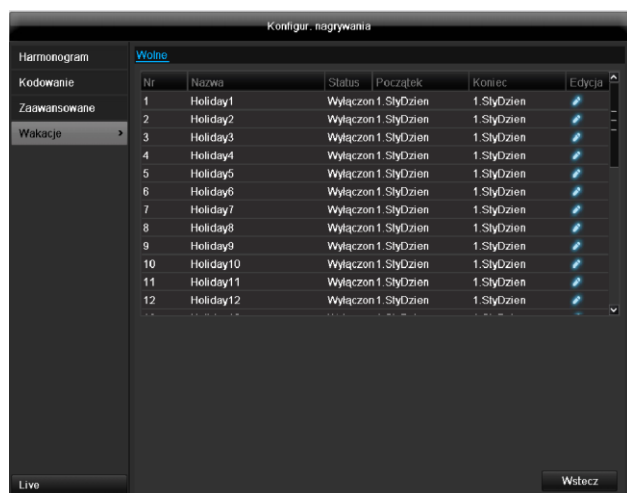 Konfigur. nagrywania
Harmonogram
Kodowanie
Zaawansowane
Wakacje
Wolne
Nr Nazwa Status Początek Koniec Edycja
1 Holiday1 Wyłączon 1.StyDzien 1.StyDzien
2 Holiday2 Wyłączon 1.StyDzien 1.StyDzien
3 Holiday3 Wyłączon 1.StyDzien 1.StyDzien
4 Holiday4 Wyłączon 1.StyDzien 1.StyDzien
5 Holiday5 Wyłączon 1.StyDzien 1.StyDzien
6 Holiday6 Wyłączon 1.StyDzien 1.StyDzien
7 Holiday7 Wyłączon 1.StyDzien 1.StyDzien
8 Holiday8 Wyłączon 1.StyDzien 1.StyDzien
9 Holiday9 Wyłączon 1.StyDzien 1.StyDzien
10 Holiday10 Wyłączon 1.StyDzien 1.StyDzien
11 Holiday11 Wyłączon 1.StyDzien 1.StyDzien
12 Holiday12 Wyłączon 1.StyDzien 1.StyDzien
Live
Wstecz